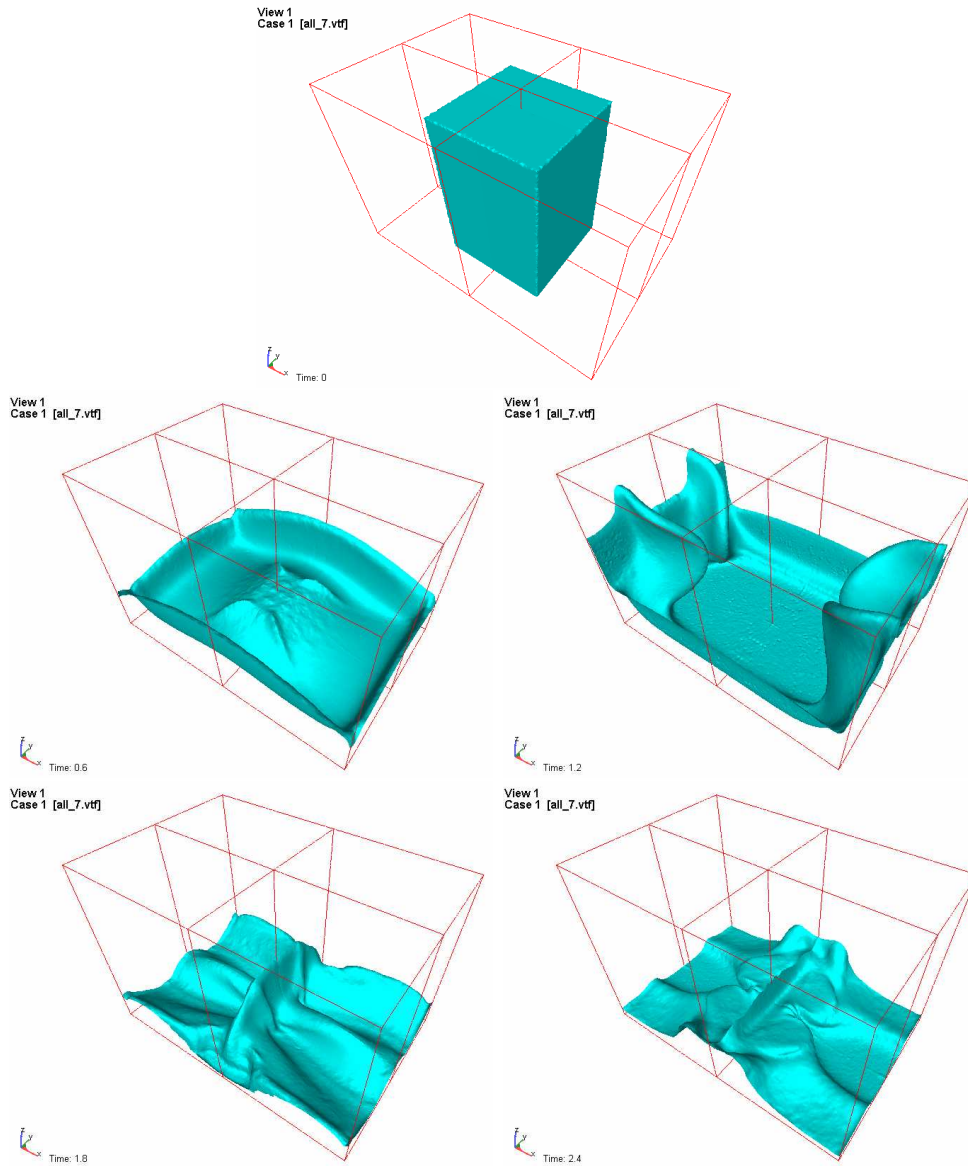 View 1
Case 1 [all_7.vtf]
z
y
x
Time: 0
View 1
Case 1 [all_7.vtf]
z
y
x
Time: 0.6
View 1
Case 1 [all_7.vtf]
z
y
x
Time: 1.2
View 1
Case 1 [all_7.vtf]
z
y
x
Time: 1.8
View 1
Case 1 [all_7.vtf]
z
y
x
Time: 2.4